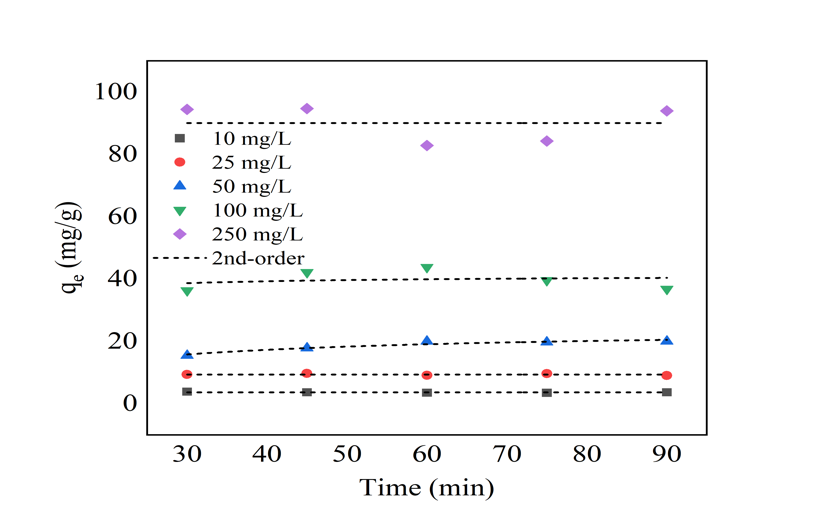 100
80
60
40
20
0
qe (mg/g)
10 mg/L
25 mg/L
50 mg/L
100 mg/L
250 mg/L
2nd-order
30 40 50 60 70 80 90
Time (min)